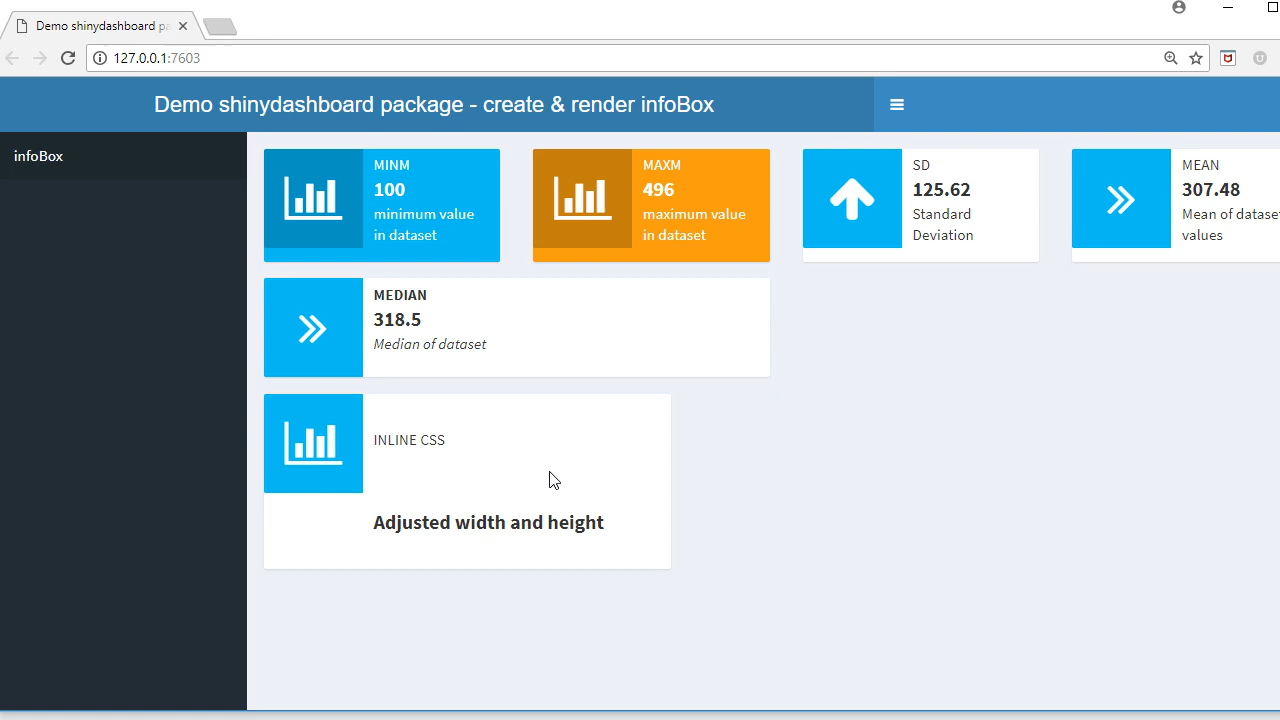 Demo shinydashboard pa
127.0.0.1:7603
Demo shinydashboard package - create & render infoBox
infoBox
MINM
100
minimum value
in dataset
MAXM
496
maximum value
in dataset
SD
125.62
Standard
Deviation
MEAN
307.48
Mean of datase
values
MEDIAN
318.5
Median of dataset
INLINE CSS
Adjusted width and height